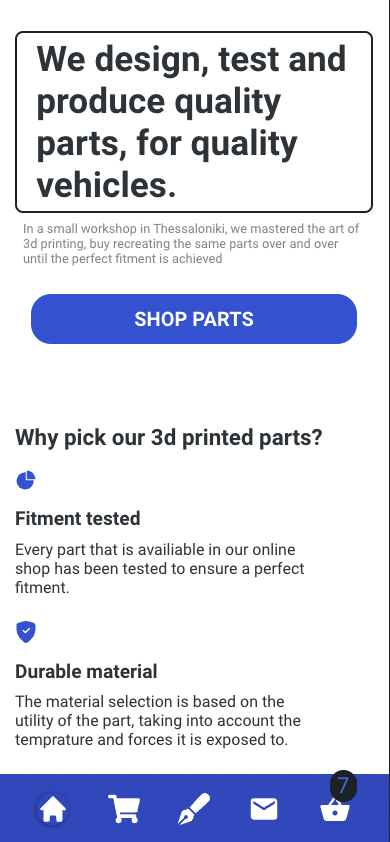 We design, test and
produce quality
parts, for quality
vehicles.
In a small workshop in Thessaloniki, we mastered the art of
3d printing, buy recreating the same parts over and over
until the perfect fitment is achieved
SHOP PARTS
Why pick our 3d printed parts?
Fitment tested
Every part that is availiable in our online
shop has been tested to ensure a perfect
fitment.
Durable material
The material selection is based on the
utility of the part, taking into account the
temprature and forces it is exposed to.
7